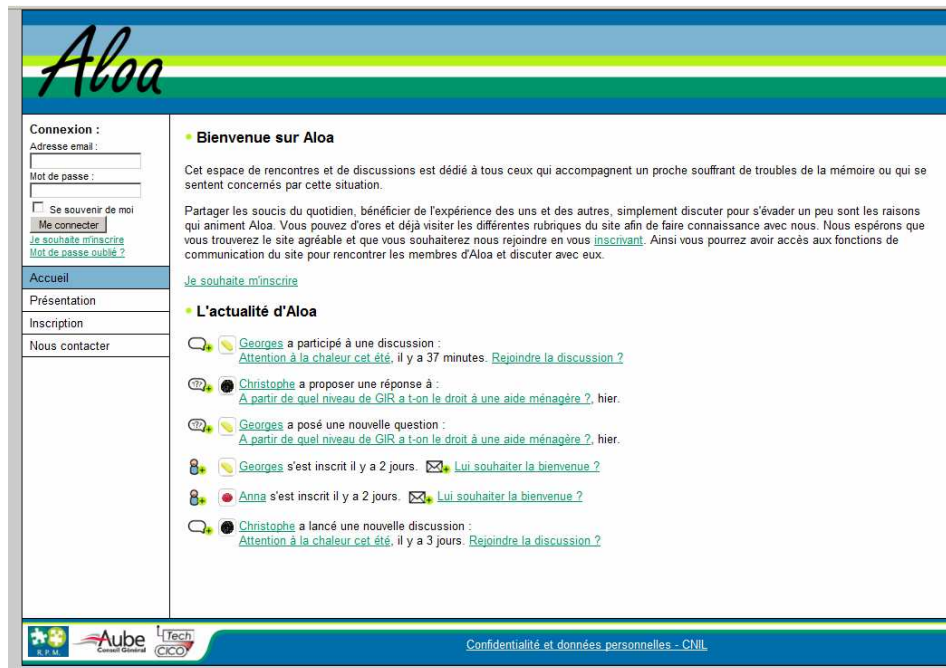 Aloa
Connexion :
Adresse email :
Mot de passe :
Se souvenir de moi
Me connecter
Je souhaite m'inscrire
Mot de passe oublié ?
Accueil
Présentation
Inscription
Nous contacter
Bienvenue sur Aloa
Cet espace de rencontres et de discussions est dédié à tous ceux qui accompagnent un proche souffrant de troubles de la mémoire ou qui se
sentent concernés par cette situation.
Partager les soucis du quotidien, bénéficier de l'expérience des uns et des autres, simplement discuter pour s'évader un peu sont les raisons
qui animent Aloa. Vous pouvez d'ores et déjà visiter les différentes rubriques du site afin de faire connaissance avec nous. Nous espérons que
vous trouverez le site agréable et que vous souhaiterez nous rejoindre en vous inscrivant. Ainsi vous pourrez avoir accès aux fonctions de
communication du site pour rencontrer les membres d'Aloa et discuter avec eux.
Je souhaite m'inscrire
L'actualité d'Aloa
Georges a participé à une discussion :
Attention à la chaleur cet été, il y a 37 minutes. Rejoindre la discussion ?
Christophe a proposer une réponse à :
A partir de quel niveau de GIR a t-on le droit à une aide ménagère ?, hier.
Georges a posé une nouvelle question :
A partir de quel niveau de GIR a t-on le droit à une aide ménagère ?, hier.
Georges s'est inscrit il y a 2 jours. Lui souhaiter la bienvenue ?
Anna s'est inscrit il y a 2 jours. Lui souhaiter la bienvenue ?
Christophe a lancé une nouvelle discussion :
Attention à la chaleur cet été, il y a 3 jours. Rejoindre la discussion ?
R.P.M.
Aube
Conseil Général
Tech
CICO
Confidentialité et données personnelles - CNIL